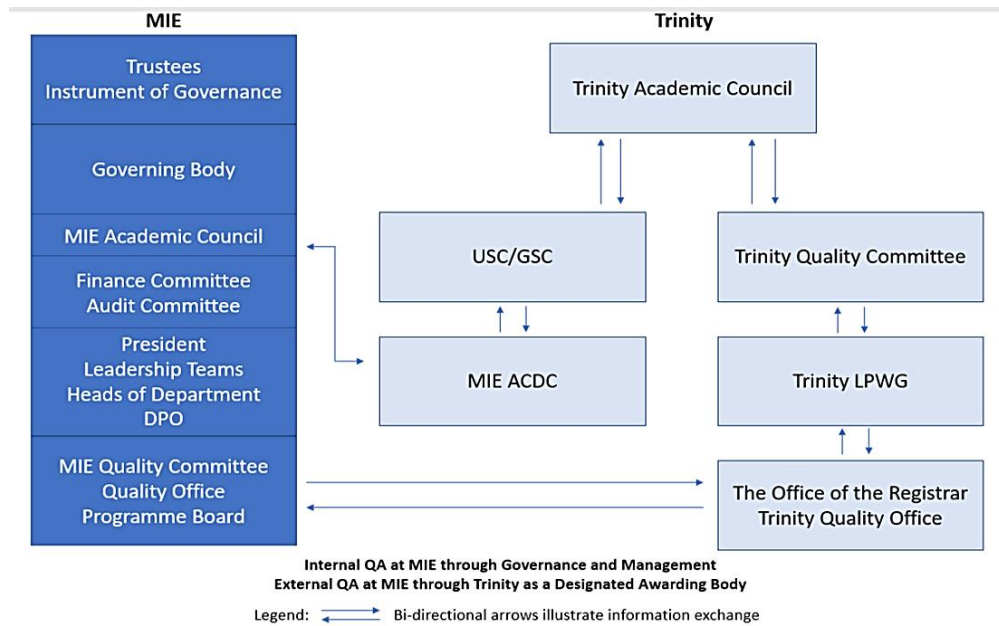 MIE
Trustees
Instrument of Governance
Governing Body
MIE Academic Council
Finance Committee
Audit Committee
President
Leadership Teams
Heads of Department
DPO
MIE Quality Committee
Quality Office
Programme Board
Trinity
Trinity Academic Council
USC/GSC
Trinity Quality Committee
MIE ACDC
Trinity LPWG
The Office of the Registrar
Trinity Quality Office
Internal QA at MIE through Governance and Management
External QA at MIE through Trinity as a Designated Awarding Body
Legend: Bi-directional arrows illustrate information exchange